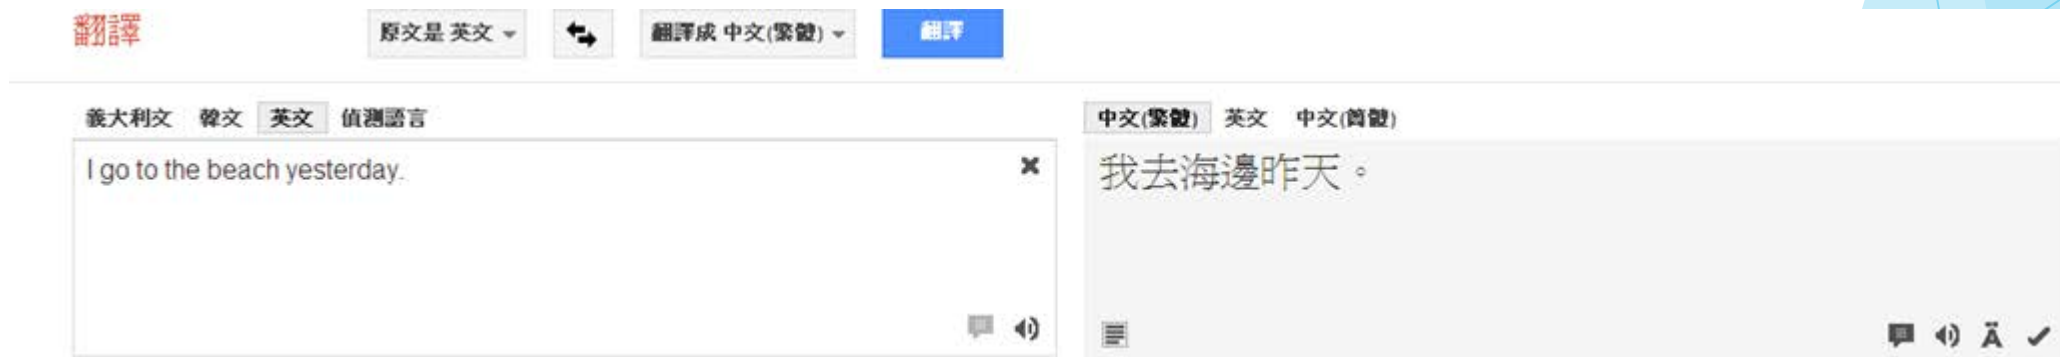 翻譯
原文是 英文
翻譯成 中文(繁體)
翻譯
義大利文 韓文 英文 偵測語言
中文(繁體) 英文 中文(簡體)
I go to the beach yesterday.
我去海邊昨天。
Ä